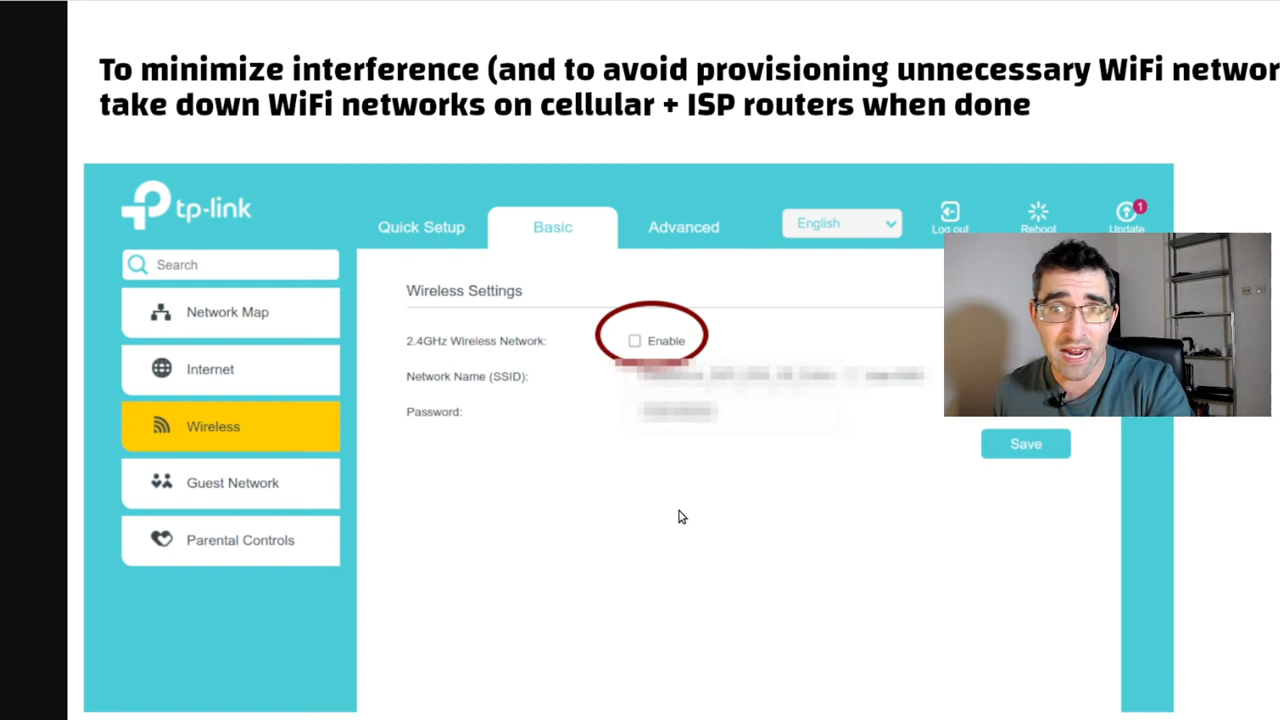 To minimize interference (and to avoid provisioning unnecessary WiFi networ
take down WiFi networks on cellular + ISP routers when done
tp-link
Quick Setup
Basic
Advanced
English
Log out
Reboot
Update
1
Search
Network Map
Internet
Wireless
Guest Network
Parental Controls
Wireless Settings
2.4GHz Wireless Network:
Enable
Network Name (SSID):
Password:
Save